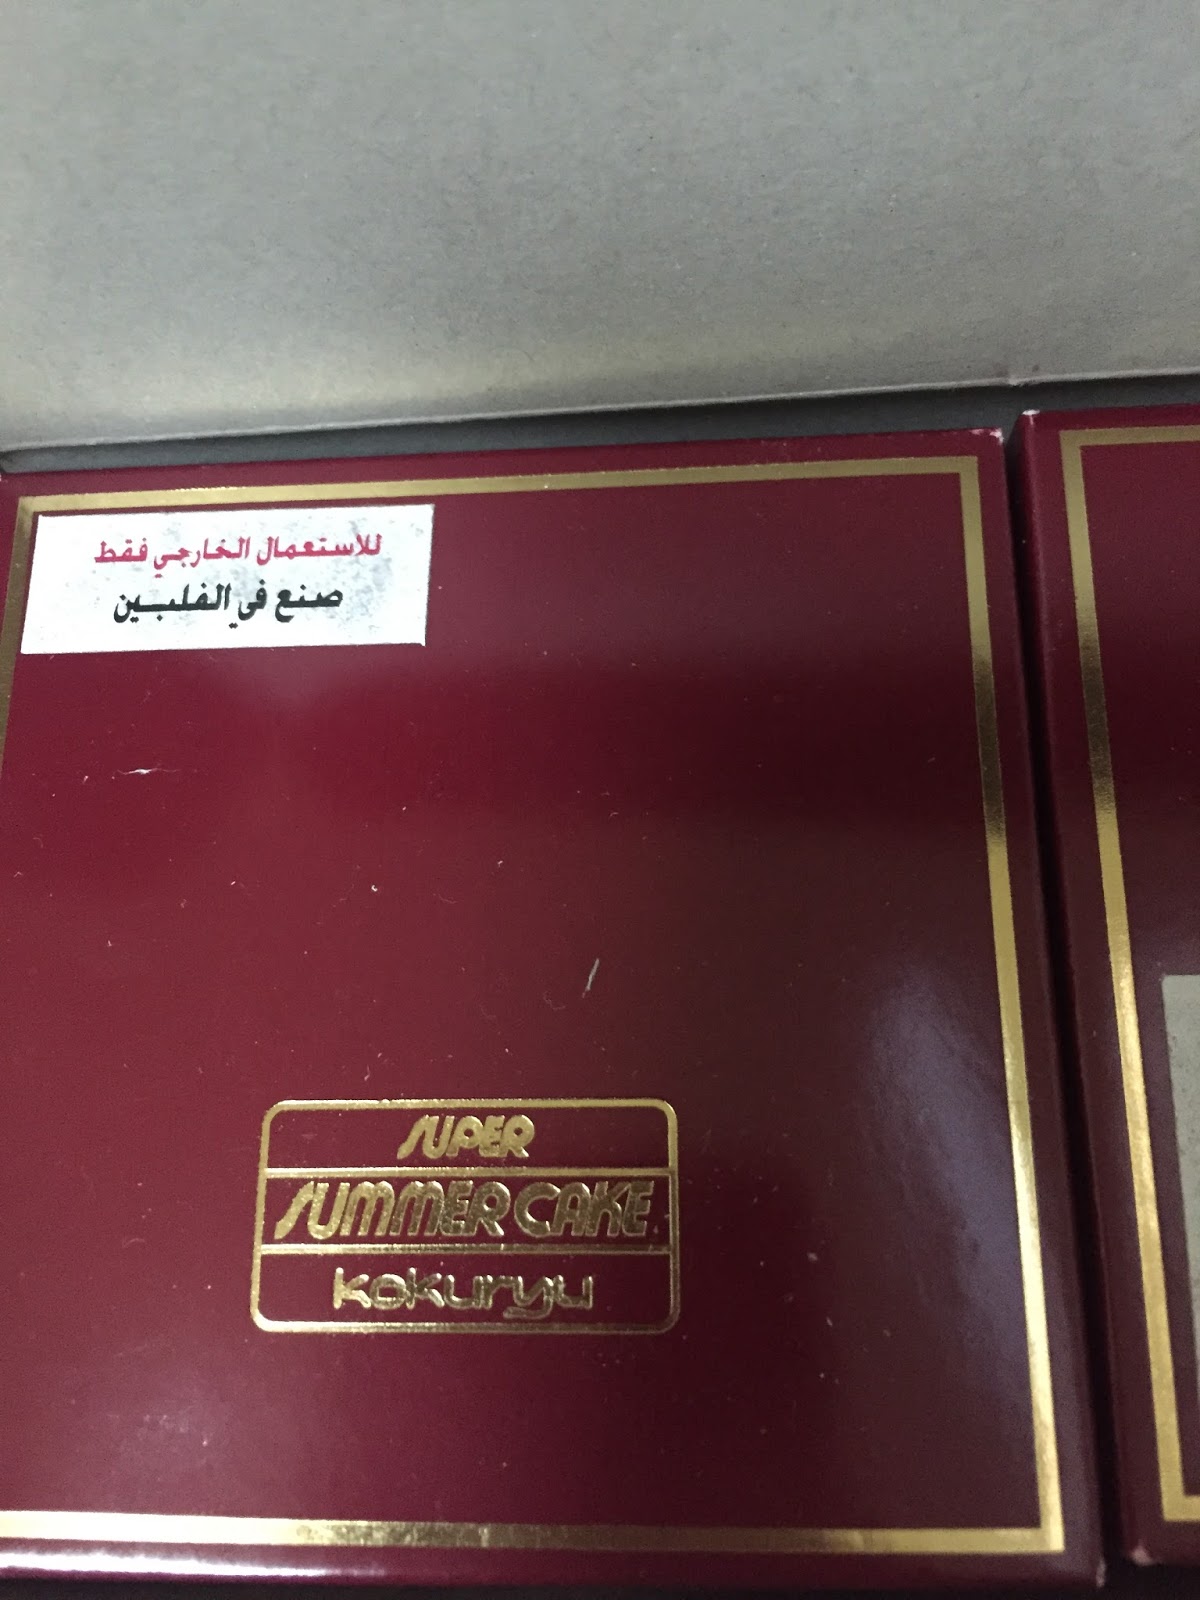 للاستعمال الخارجي فقط
صنع في الفلبين
SUPER
SUMMER CAKE
kokuryu